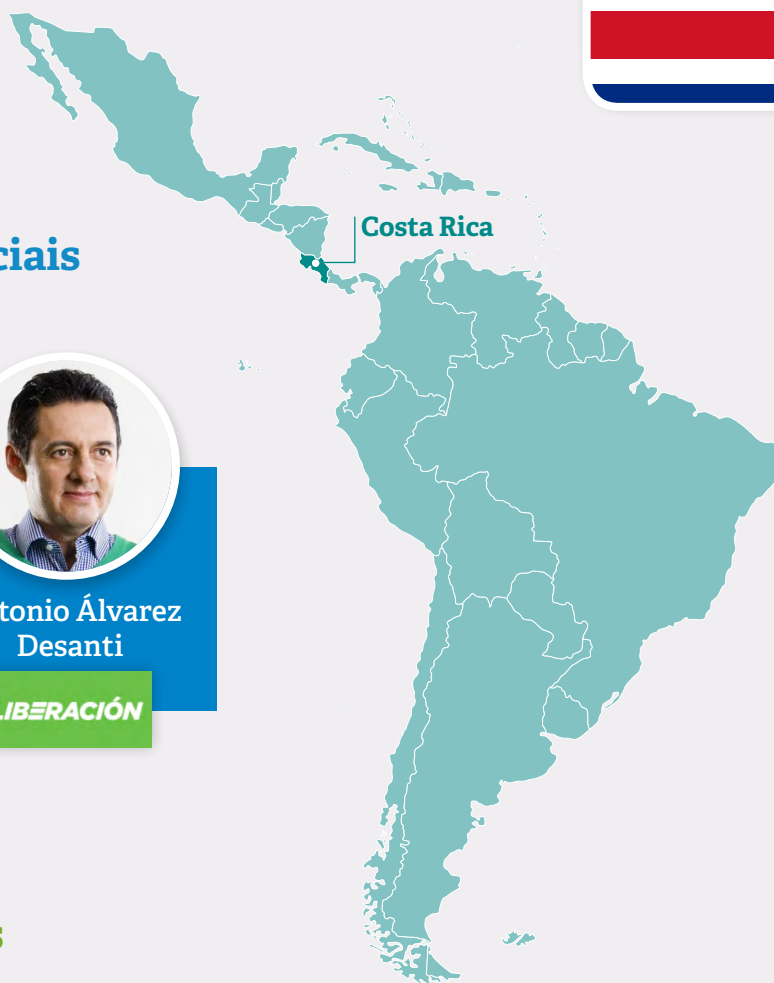 Costa Rica
ciais
tonio Álvarez
Desanti
LIBERACIÓN
s